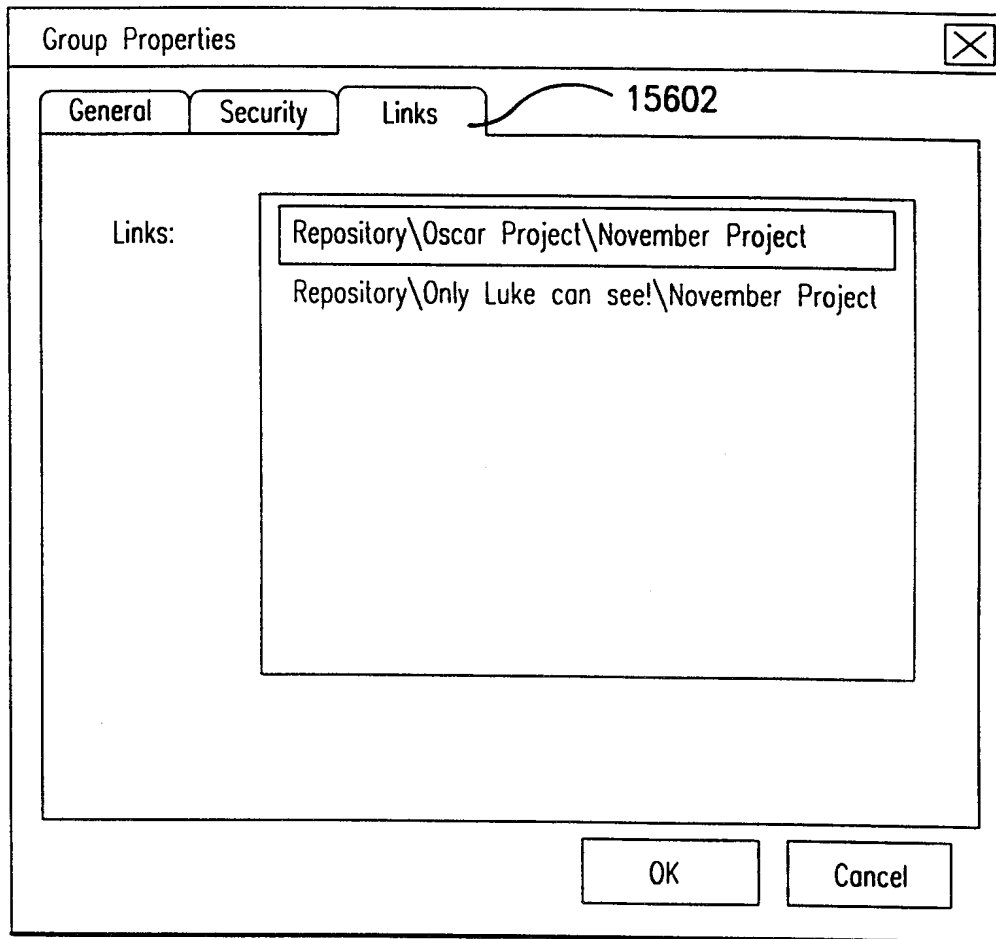 Group Properties
General Security Links 15602
Links:
Repository\Oscar Project\November Project
Repository\Only Luke can see!\November Project
OK Cancel